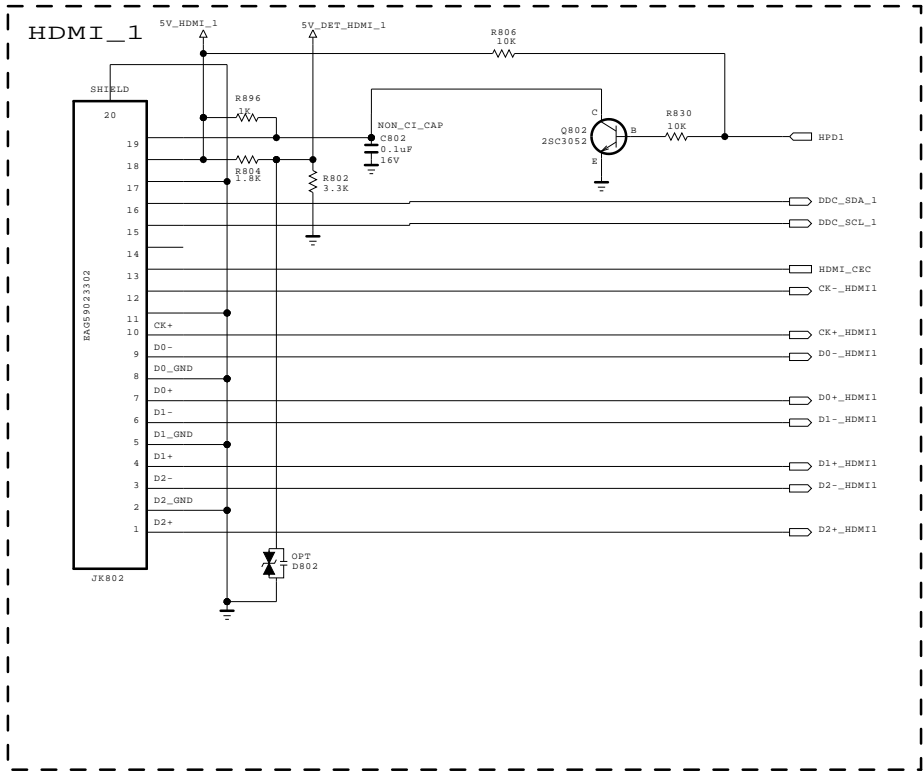 HDMI_1
5V_HDMI_1
5V_DET_HDMI_1
R806
10K
SHIELD
20
R896
1K
NON_CI_CAP
C802
0.1uF
16V
C
Q802
2SC3052
B
E
R830
10K
HPD1
19
18
R804
1.8K
R802
3.3K
17
16
DDC_SDA_1
15
DDC_SCL_1
14
EAG59023302
13
HDMI_CEC
12
CK-_HDMI1
11
CK+
10
CK+_HDMI1
D0-
9
D0-_HDMI1
D0_GND
8
D0+
7
D0+_HDMI1
D1-
6
D1-_HDMI1
D1_GND
5
D1+
4
D1+_HDMI1
D2-
3
D2-_HDMI1
D2_GND
2
D2+
1
D2+_HDMI1
OPT
D802
JK802